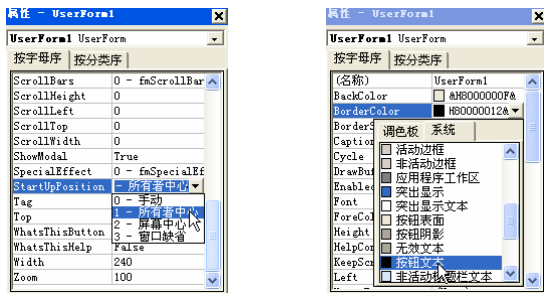 属性 - UserForm1
UserForm1 UserForm
按字母序 按分类序
ScrollBars 0 - fmScrollBar
ScrollHeight 0
ScrollLeft 0
ScrollTop 0
ScrollWidth 0
ShowModal True
SpecialEffect 0 - fmSpecialEf
StartUpPosition - 所有者中心
Tag 0 - 手动
Top 1 - 所有者中心
WhatsThisButton 2 - 屏幕中心
WhatsThisHelp 3 - 窗口缺省
False
Width 240
Zoom 100
属性 - UserForm1
UserForm1 UserForm
按字母序 按分类序
(名称) UserForm1
BackColor &H8000000F&
BorderColor H80000012&
BorderS
调色板 系统
Caption
活动边框
Cycle
非活动边框
DrawBuf
应用程序工作区
Enabled
突出显示
Font
突出显示文本
ForeCol
按钮表面
Height
按钮阴影
HelpCon
无效文本
KeepScr
按钮文本
Left
非活动标题栏文本